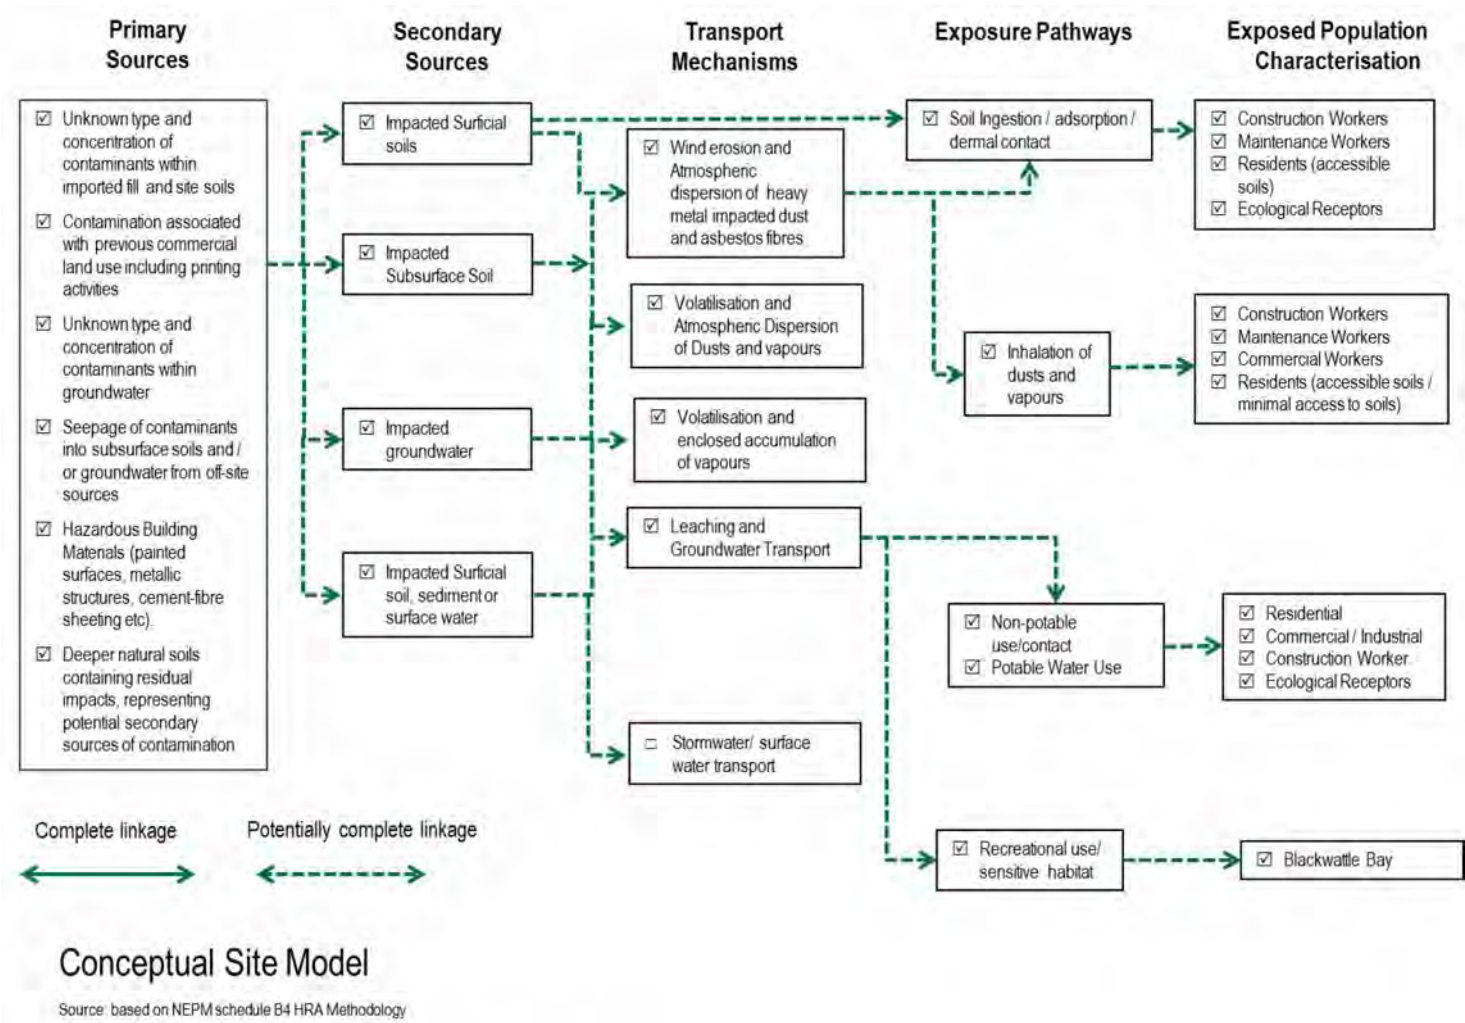 Primary
Sources
Secondary
Sources
Transport
Mechanisms
Exposure Pathways
Exposed Population
Characterisation
☑ Unknown type and
concentration of
contaminants within
imported fill and site soils
☑ Contamination associated
with previous commercial
land use including printing
activities
☑ Unknown type and
concentration of
contaminants within
groundwater
☑ Seepage of contaminants
into subsurface soils and /
or groundwater from off-site
sources
☑ Hazardous Building
Materials (painted
surfaces, metallic
structures, cement-fibre
sheeting etc).
☑ Deeper natural soils
containing residual
impacts, representing
potential secondary
sources of contamination
☑ Impacted Surficial
soils
☑ Impacted
Subsurface Soil
☑ Impacted
groundwater
☑ Impacted Surficial
soil, sediment or
surface water
☑ Wind erosion and
Atmospheric
dispersion of heavy
metal impacted dust
and asbestos fibres
☑ Volatilisation and
Atmospheric Dispersion
of Dusts and vapours
☑ Volatilisation and
enclosed accumulation
of vapours
☑ Leaching and
Groundwater Transport
□ Stormwater/ surface
water transport
☑ Soil Ingestion / adsorption /
dermal contact
☑ Inhalation of
dusts and
vapours
☑ Non-potable
use/contact
☑ Potable Water Use
☑ Recreational use/
sensitive habitat
☑ Construction Workers
☑ Maintenance Workers
☑ Residents (accessible
soils)
☑ Ecological Receptors
☑ Construction Workers
☑ Maintenance Workers
☑ Commercial Workers
☑ Residents (accessible soils /
minimal access to soils)
☑ Residential
☑ Commercial / Industrial
☑ Construction Worker
☑ Ecological Receptors
☑ Blackwattle Bay
Complete linkage
Potentially complete linkage
Conceptual Site Model
Source: based on NEPM schedule B4 HRA Methodology